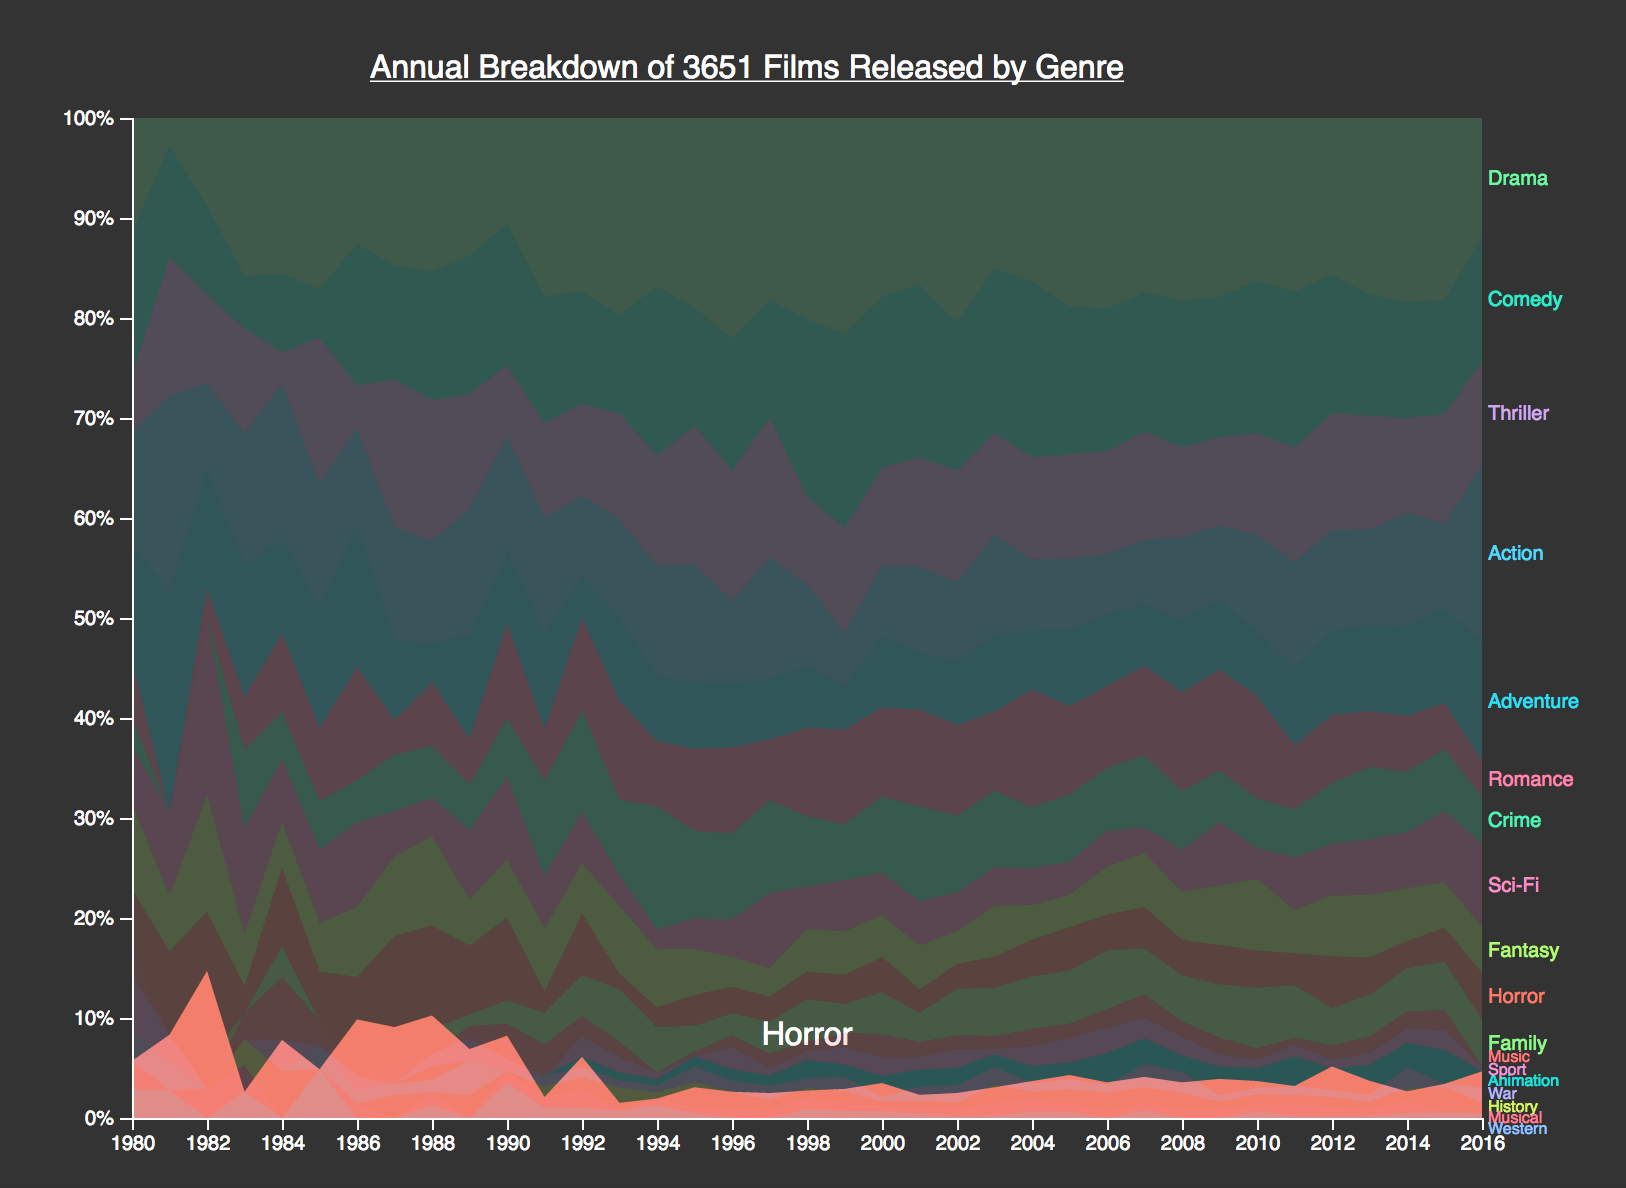 Annual Breakdown of 3651 Films Released by Genre
100%
90%
80%
70%
60%
50%
40%
30%
20%
10%
0%
Drama
Comedy
Thriller
Action
Adventure
Romance
Crime
Sci-Fi
Fantasy
Horror
Family
Music
Sport
Animation
War
History
Musical
Western
Horror
1980 1982 1984 1986 1988 1990 1992 1994 1996 1998 2000 2002 2004 2006 2008 2010 2012 2014 2016